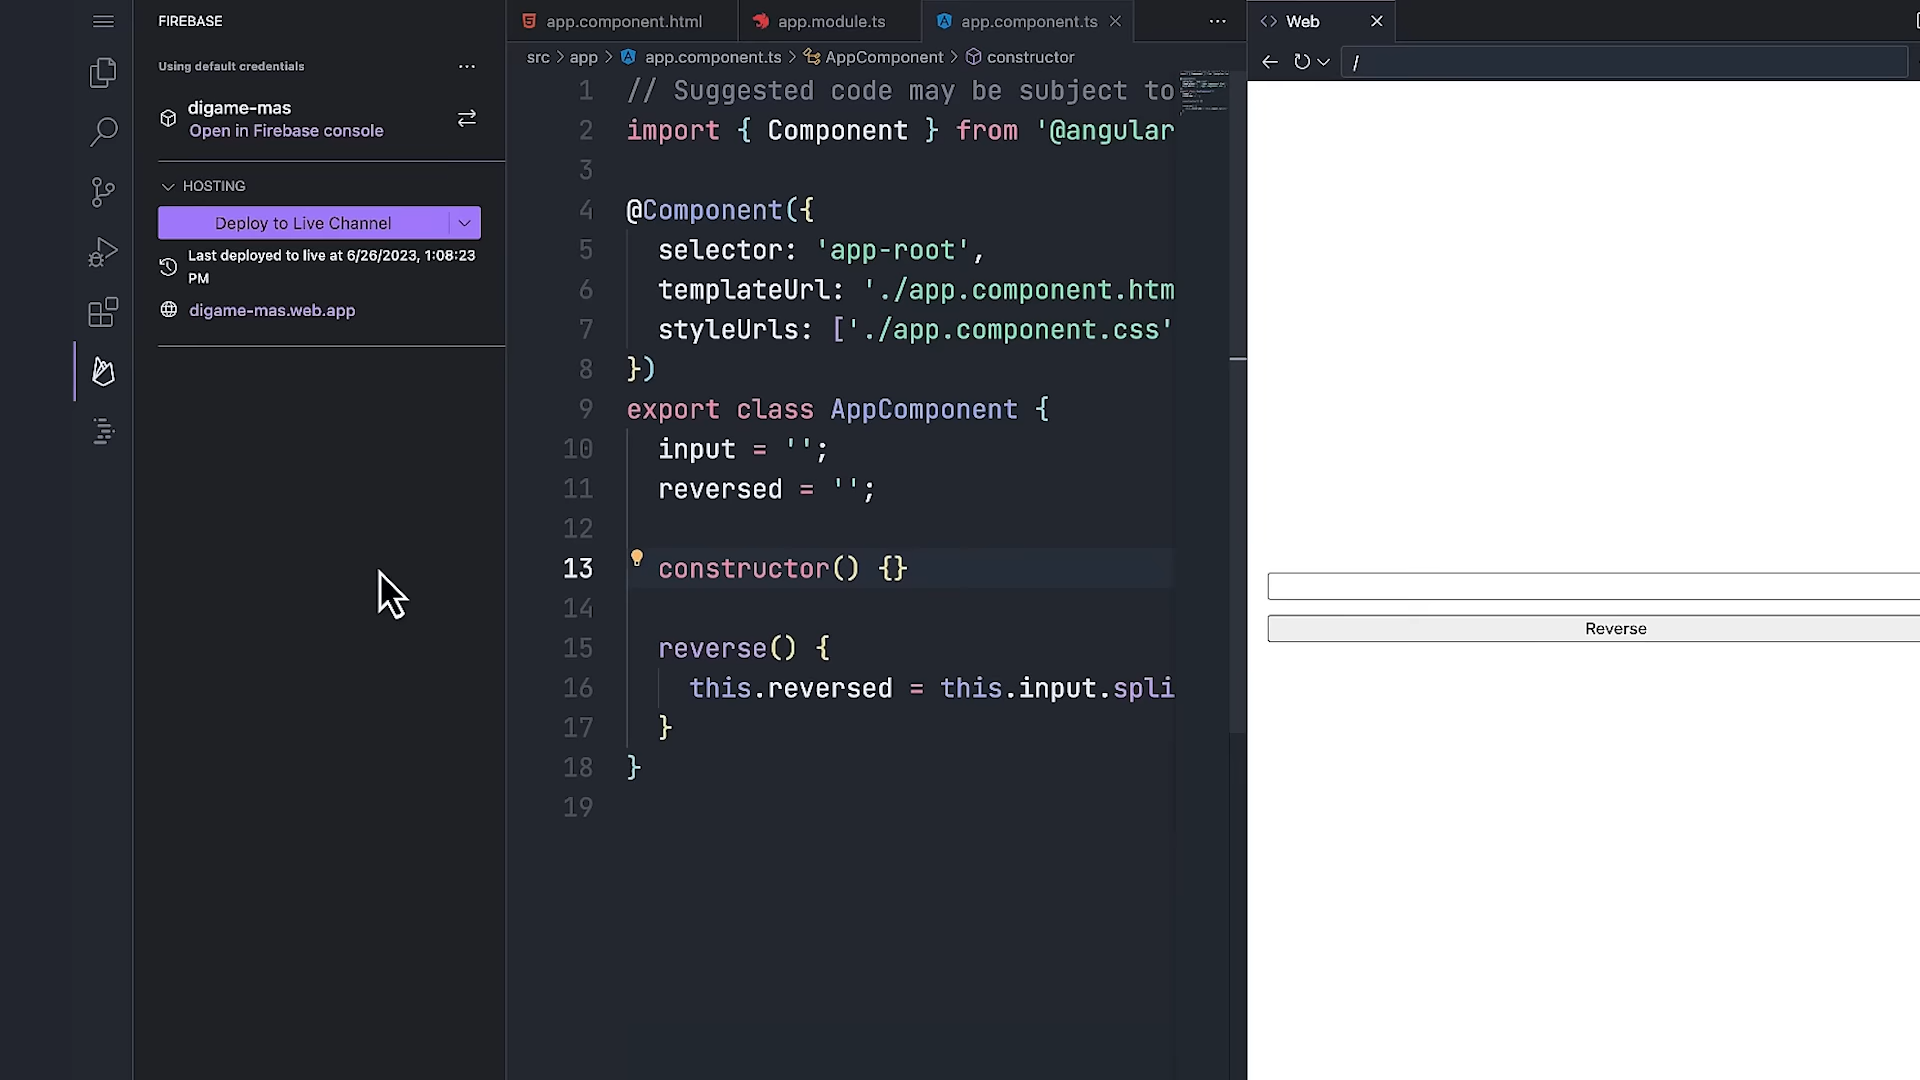 FIREBASE
Using default credentials
digame-mas
Open in Firebase console
HOSTING
Deploy to Live Channel
Last deployed to live at 6/26/2023, 1:08:23
PM
digame-mas.web.app
app.component.html
app.module.ts
app.component.ts
src > app > app.component.ts > AppComponent > constructor
1 // Suggested code may be subject to
2 import { Component } from '@angular
3
4 @Component({
5 selector: 'app-root',
6 templateUrl: './app.component.htm
7 styleUrls: ['./app.component.css'
8 })
9 export class AppComponent {
10 input = '';
11 reversed = '';
12
13 constructor() {}
14
15 reverse() {
16 this.reversed = this.input.spli
17 }
18 }
19
Web
/
Reverse